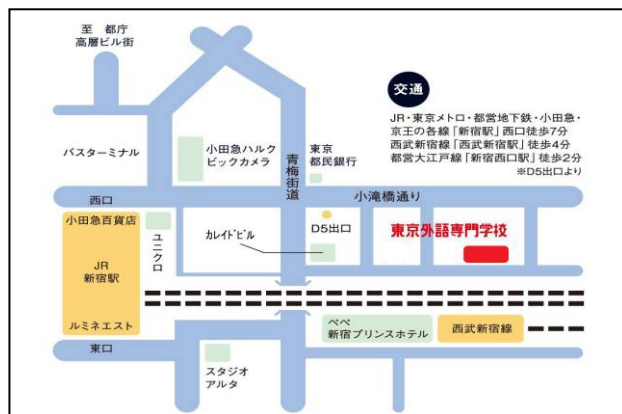 至 都庁
高層ビル街
交通
JR・東京メトロ・都営地下鉄・小田急・
京王の各線「新宿駅」西口徒歩7分
西武新宿線「西武新宿駅」徒歩4分
都営大江戸線「新宿西口駅」徒歩2分
※D5出口より
バスターミナル
小田急ハルク
ビックカメラ
青梅街道
東京
都民銀行
西口
小滝橋通り
小田急百貨店
ユニクロ
カレイドビル
D5出口
東京外語専門学校
JR
新宿駅
ルミネエスト
ペペ
新宿プリンスホテル
西武新宿線
東口
スタジオ
アルタ